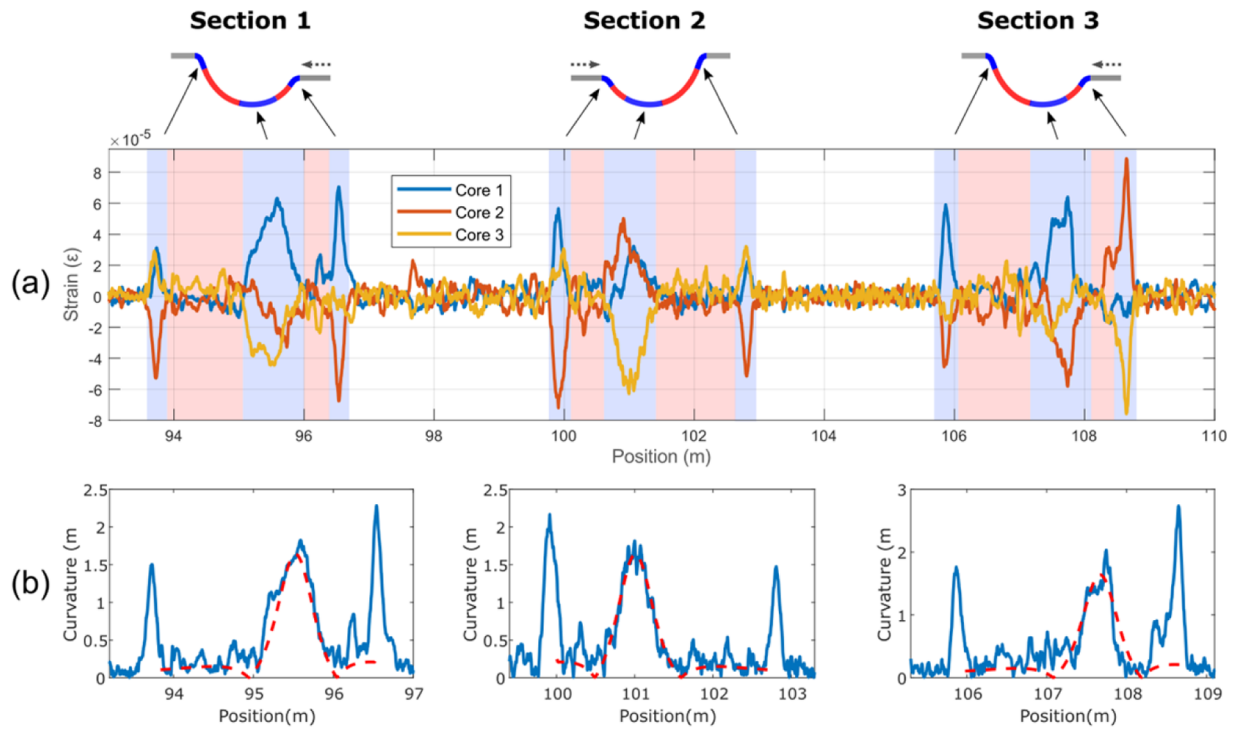 Section 1 Section 2 Section 3
×10⁻⁵
8
6
4
2
0
-2
-4
-6
-8
Strain (ε)
Core 1
Core 2
Core 3
(a)
94 96 98 100 102 104 106 108 110
Position (m)
(b)
2.5
2
1.5
1
0.5
0
Curvature (m
94 95 96 97
Position(m)
2.5
2
1.5
1
0.5
0
Curvature (m
100 101 102 103
Position(m)
3
2
1
0
Curvature (m
106 107 108 109
Position(m)